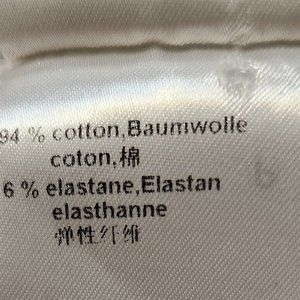 94 % cotton,Baumwolle
coton,棉
6 % elastane,Elastan
elasthanne
弹性纤维